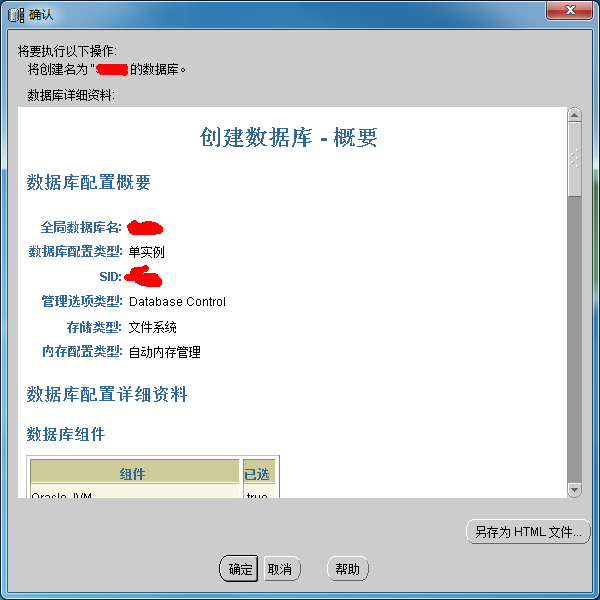 确认
将要执行以下操作:
将创建名为 " 的数据库。
数据库详细资料:
创建数据库 - 概要
数据库配置概要
全局数据库名:
数据库配置类型: 单实例
SID:
管理选项类型: Database Control
存储类型: 文件系统
内存配置类型: 自动内存管理
数据库配置详细资料
数据库组件
组件 已选
Oracle JVM true
另存为 HTML 文件...
确定 取消 帮助